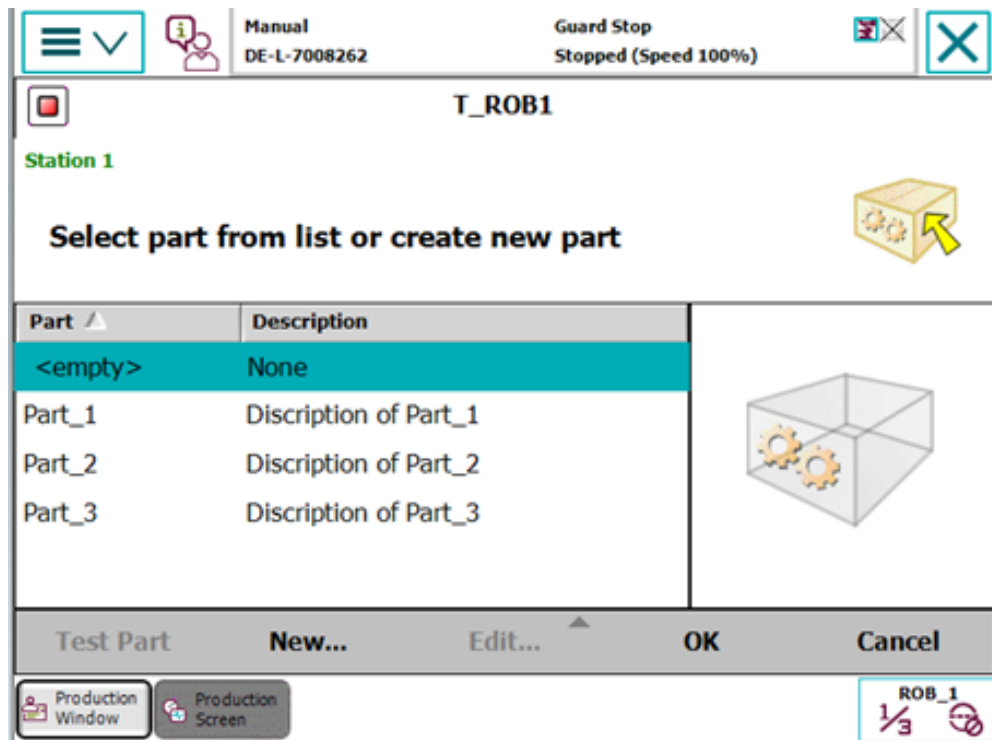 Manual
Guard Stop
DE-L-7008262
Stopped (Speed 100%)
T_ROB1
Station 1
Select part from list or create new part
Part Description
<empty> None
Part_1 Discription of Part_1
Part_2 Discription of Part_2
Part_3 Discription of Part_3
Test Part New... Edit... OK Cancel
Production
Window
Production
Screen
ROB_1
1/3